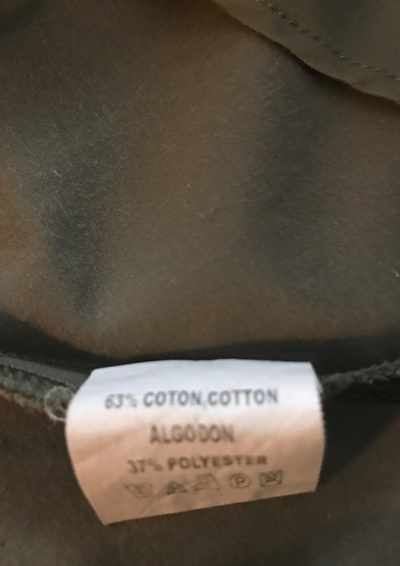 63% COTON.COTTON
ALGODON
37% POLYESTER
P